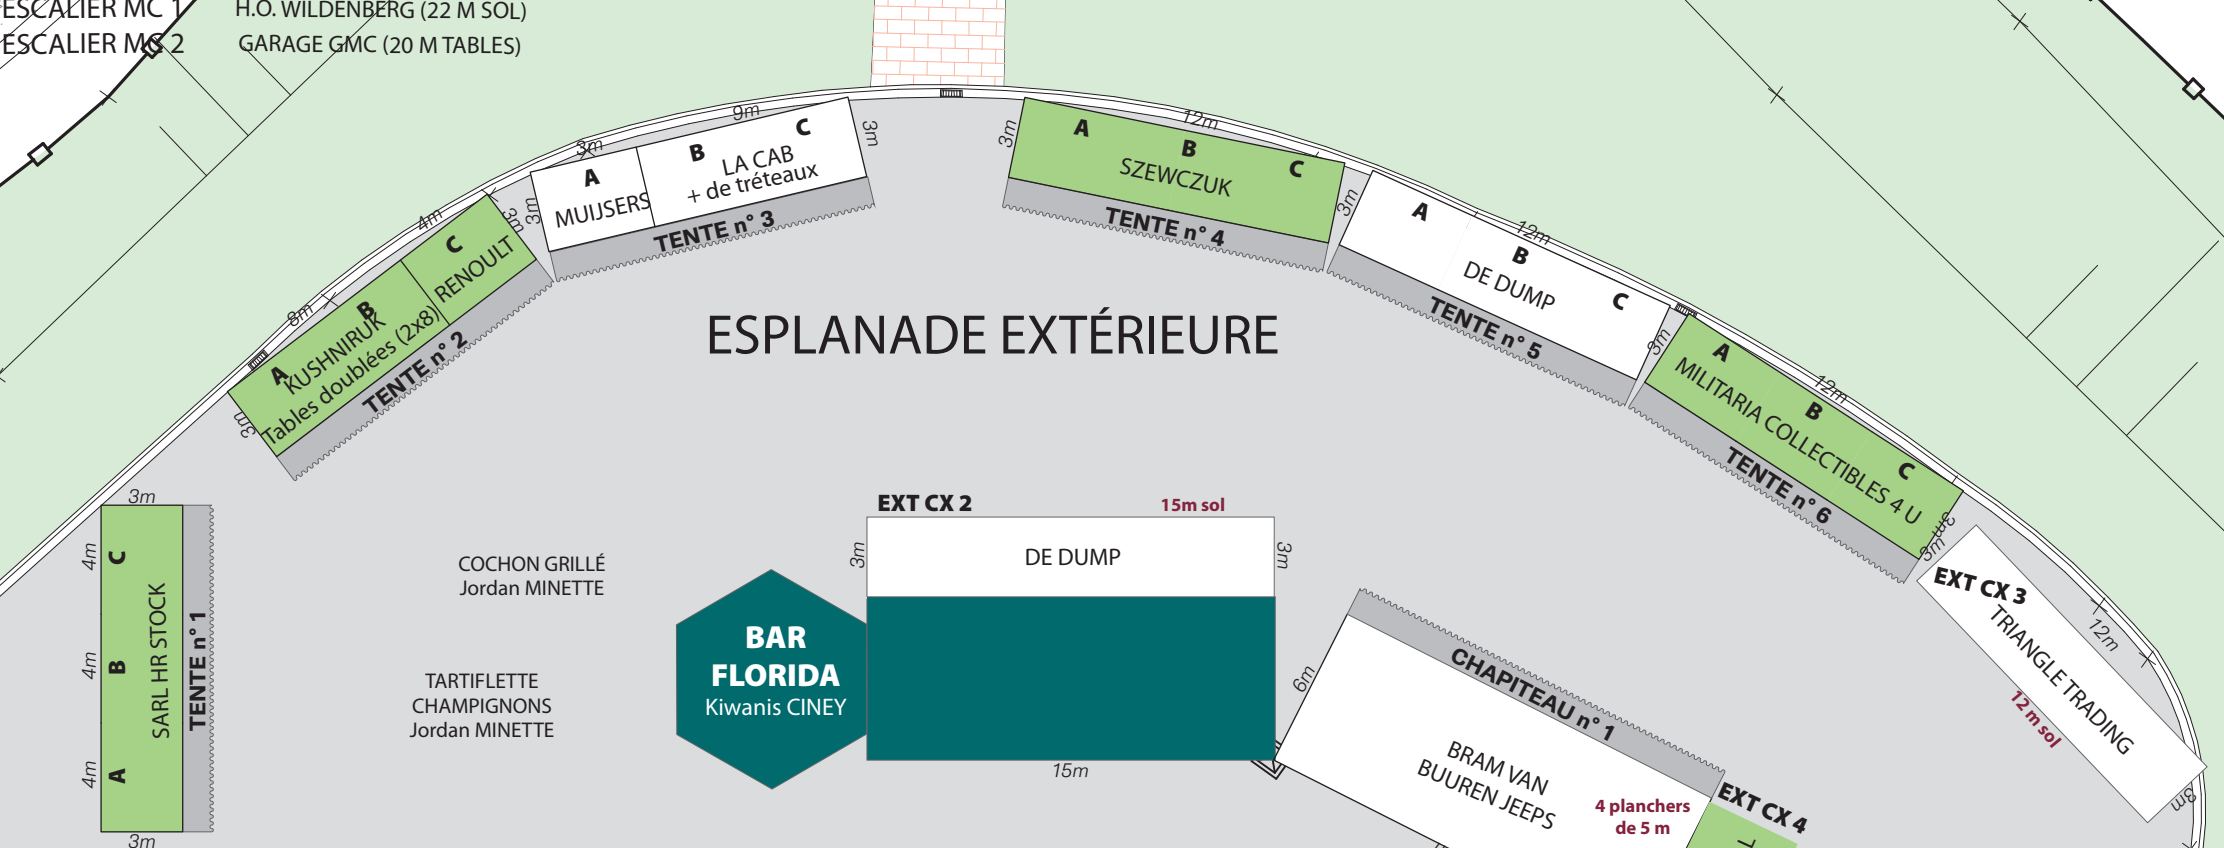 ESCALIER MC 1
H.O. WILDENBERG (22 M SOL)
ESCALIER MC 2
GARAGE GMC (20 M TABLES)
9m
3m
A
MUIJSERS
3m
B
C
LA CAB
+ de tréteaux
3m
TENTE n° 3
12m
3m
A
B
C
SZEWCZUK
TENTE n° 4
12m
3m
A
B
C
DE DUMP
TENTE n° 5
4m
8m
3m
3m
A
B
KUSHNIRUK
Tables doublées (2x8)
C
RENOULT
TENTE n° 2
ESPLANADE EXTÉRIEURE
12m
3m
A
B
C
MILITARIA COLLECTIBLES 4 U
TENTE n° 6
3m
3m
3m
4m
C
4m
B
4m
A
SARL HR STOCK
TENTE n° 1
3m
COCHON GRILLÉ
Jordan MINETTE
TARTIFLETTE
CHAMPIGNONS
Jordan MINETTE
BAR
FLORIDA
Kiwanis CINEY
EXT CX 2
15m sol
3m
DE DUMP
3m
15m
6m
CHAPITEAU n° 1
BRAM VAN
BUUREN JEEPS
4 planchers
de 5 m
EXT CX 4
EXT CX 3
TRIANGLE TRADING
12m
12 m sol
3m